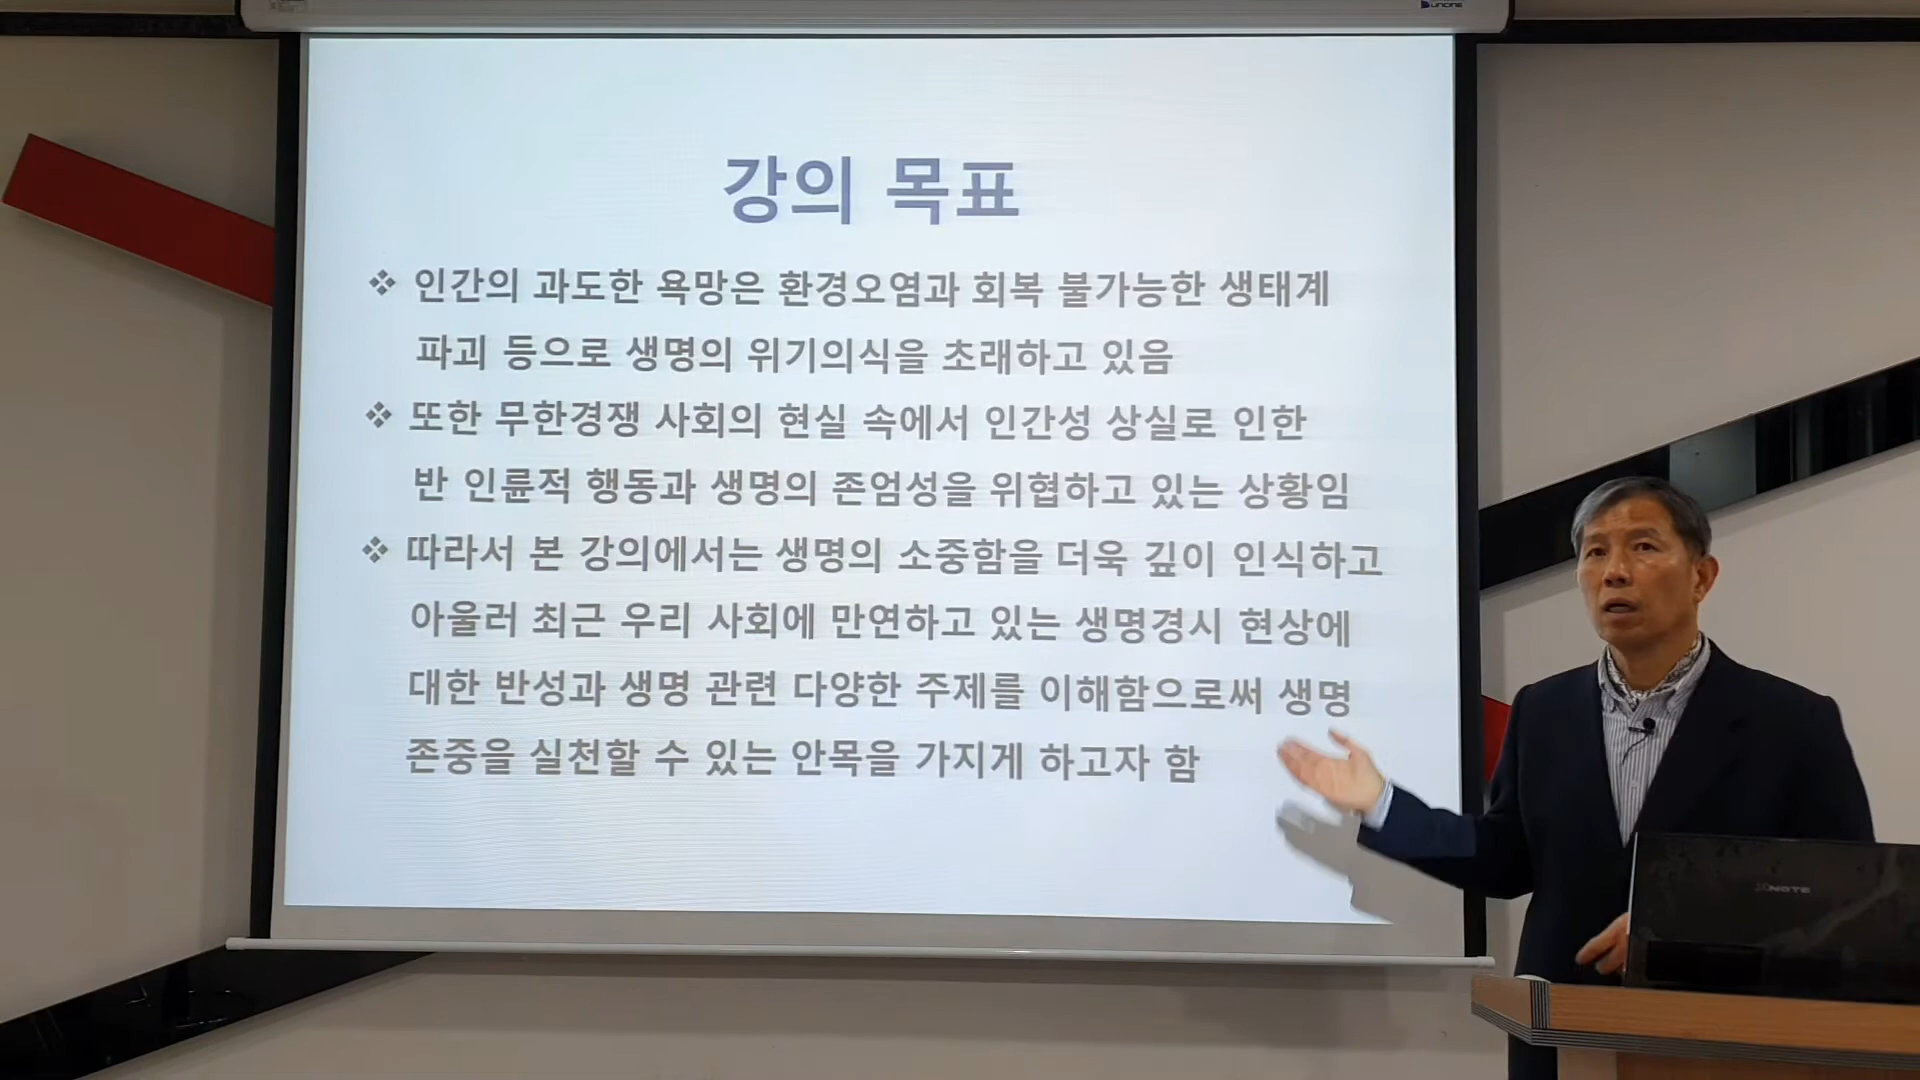 강의 목표
❖ 인간의 과도한 욕망은 환경오염과 회복 불가능한 생태계
파괴 등으로 생명의 위기의식을 초래하고 있음
❖ 또한 무한경쟁 사회의 현실 속에서 인간성 상실로 인한
반 인륜적 행동과 생명의 존엄성을 위협하고 있는 상황임
❖ 따라서 본 강의에서는 생명의 소중함을 더욱 깊이 인식하고
아울러 최근 우리 사회에 만연하고 있는 생명경시 현상에
대한 반성과 생명 관련 다양한 주제를 이해함으로써 생명
존중을 실천할 수 있는 안목을 가지게 하고자 함
XNOTE